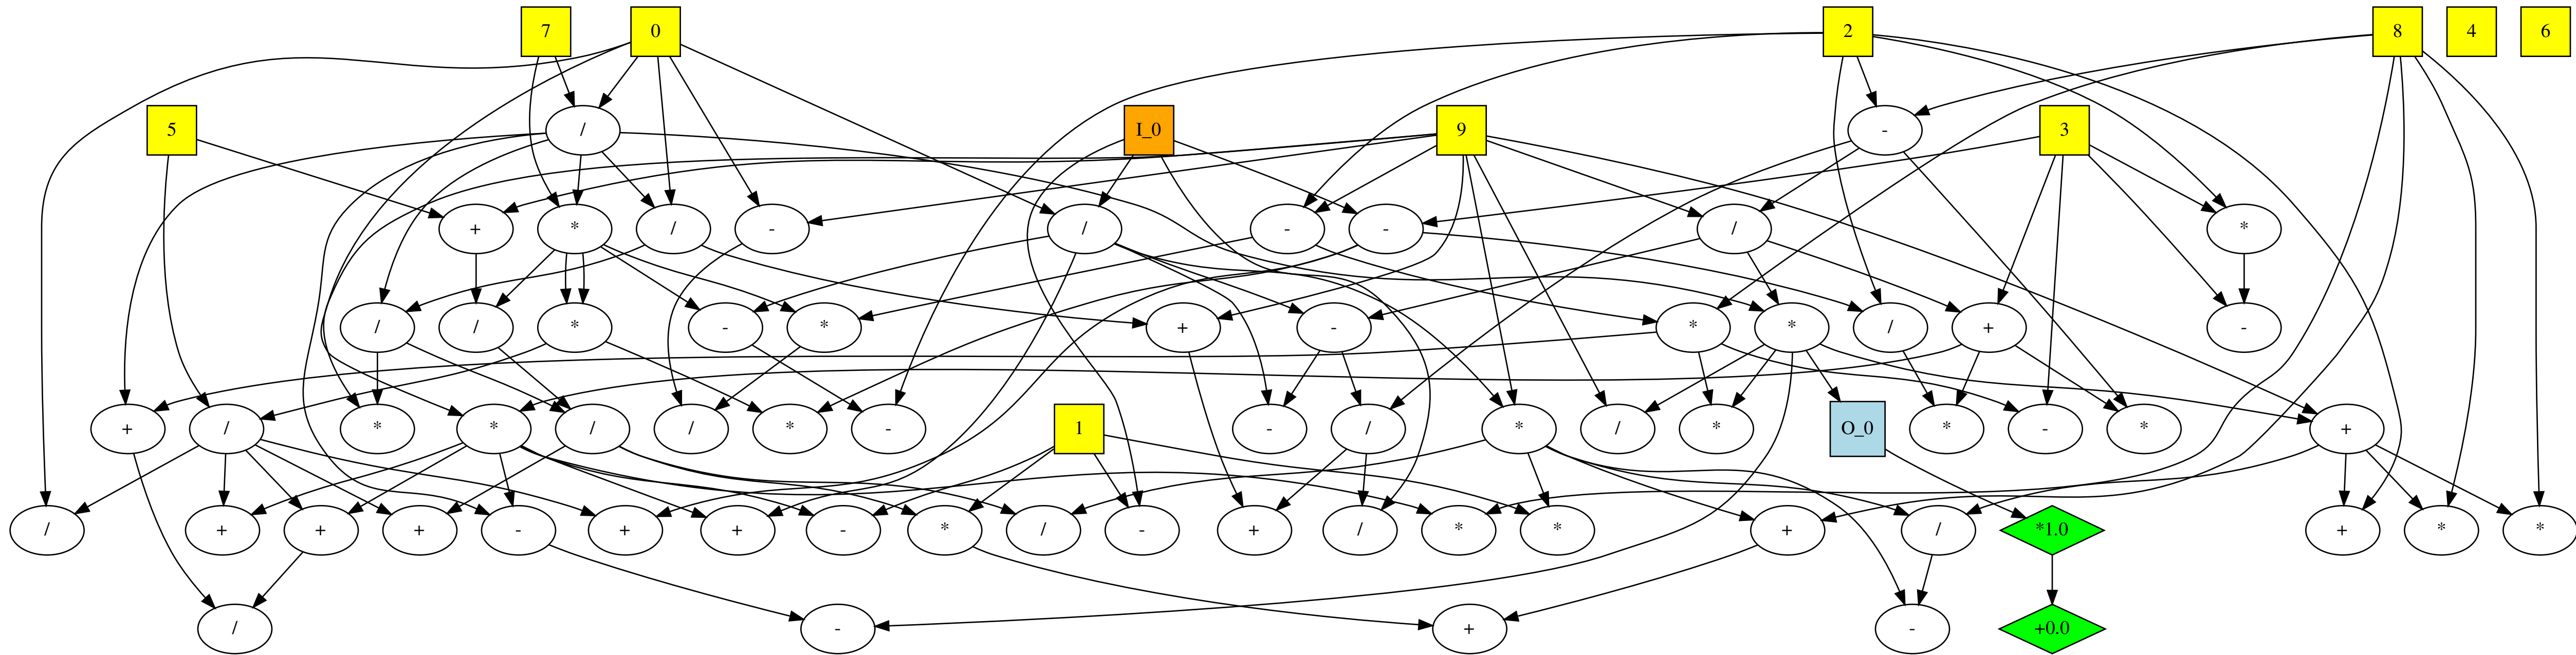 7 0 2 8 4 6
5 / I_0 9 - 3
+ * / - / - - / *
/ / * - * + - * * / + -
+ / * * / / * - 1 - / * / * O_0 * - * +
/ + + + - + + - * / - + / * * + / *1.0 + * *
/ - + - +0.0